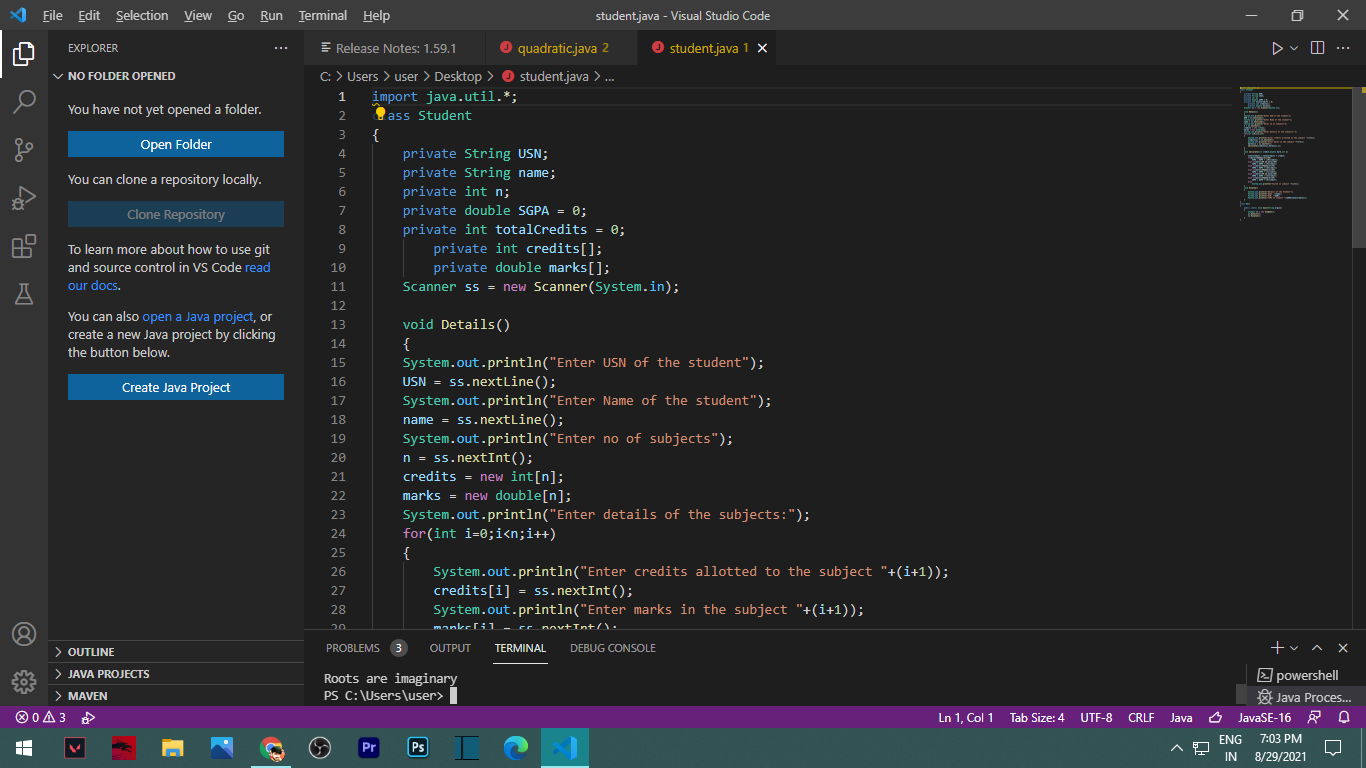 File Edit Selection View Go Run Terminal Help
student.java - Visual Studio Code
EXPLORER
NO FOLDER OPENED
You have not yet opened a folder.
Open Folder
You can clone a repository locally.
Clone Repository
To learn more about how to use git
and source control in VS Code read
our docs.
You can also open a Java project, or
create a new Java project by clicking
the button below.
Create Java Project
OUTLINE
JAVA PROJECTS
MAVEN
Release Notes: 1.59.1 quadratic.java 2 student.java 1
C: > Users > user > Desktop > student.java > ...
1 import java.util.*;
2 ass Student
3 {
4 private String USN;
5 private String name;
6 private int n;
7 private double SGPA = 0;
8 private int totalCredits = 0;
9 private int credits[];
10 private double marks[];
11 Scanner ss = new Scanner(System.in);
12
13 void Details()
14 {
15 System.out.println("Enter USN of the student");
16 USN = ss.nextLine();
17 System.out.println("Enter Name of the student");
18 name = ss.nextLine();
19 System.out.println("Enter no of subjects");
20 n = ss.nextInt();
21 credits = new int[n];
22 marks = new double[n];
23 System.out.println("Enter details of the subjects:");
24 for(int i=0;i<n;i++)
25 {
26 System.out.println("Enter credits allotted to the subject "+(i+1));
27 credits[i] = ss.nextInt();
28 System.out.println("Enter marks in the subject "+(i+1));
29 marks[i] = ss.nextInt();
PROBLEMS 3 OUTPUT TERMINAL DEBUG CONSOLE
Roots are imaginary
PS C:\Users\user>
powershell
Java Proces...
0 3
Ln 1, Col 1 Tab Size: 4 UTF-8 CRLF Java JavaSE-16
Pr Ps
ENG
IN
7:03 PM
8/29/2021